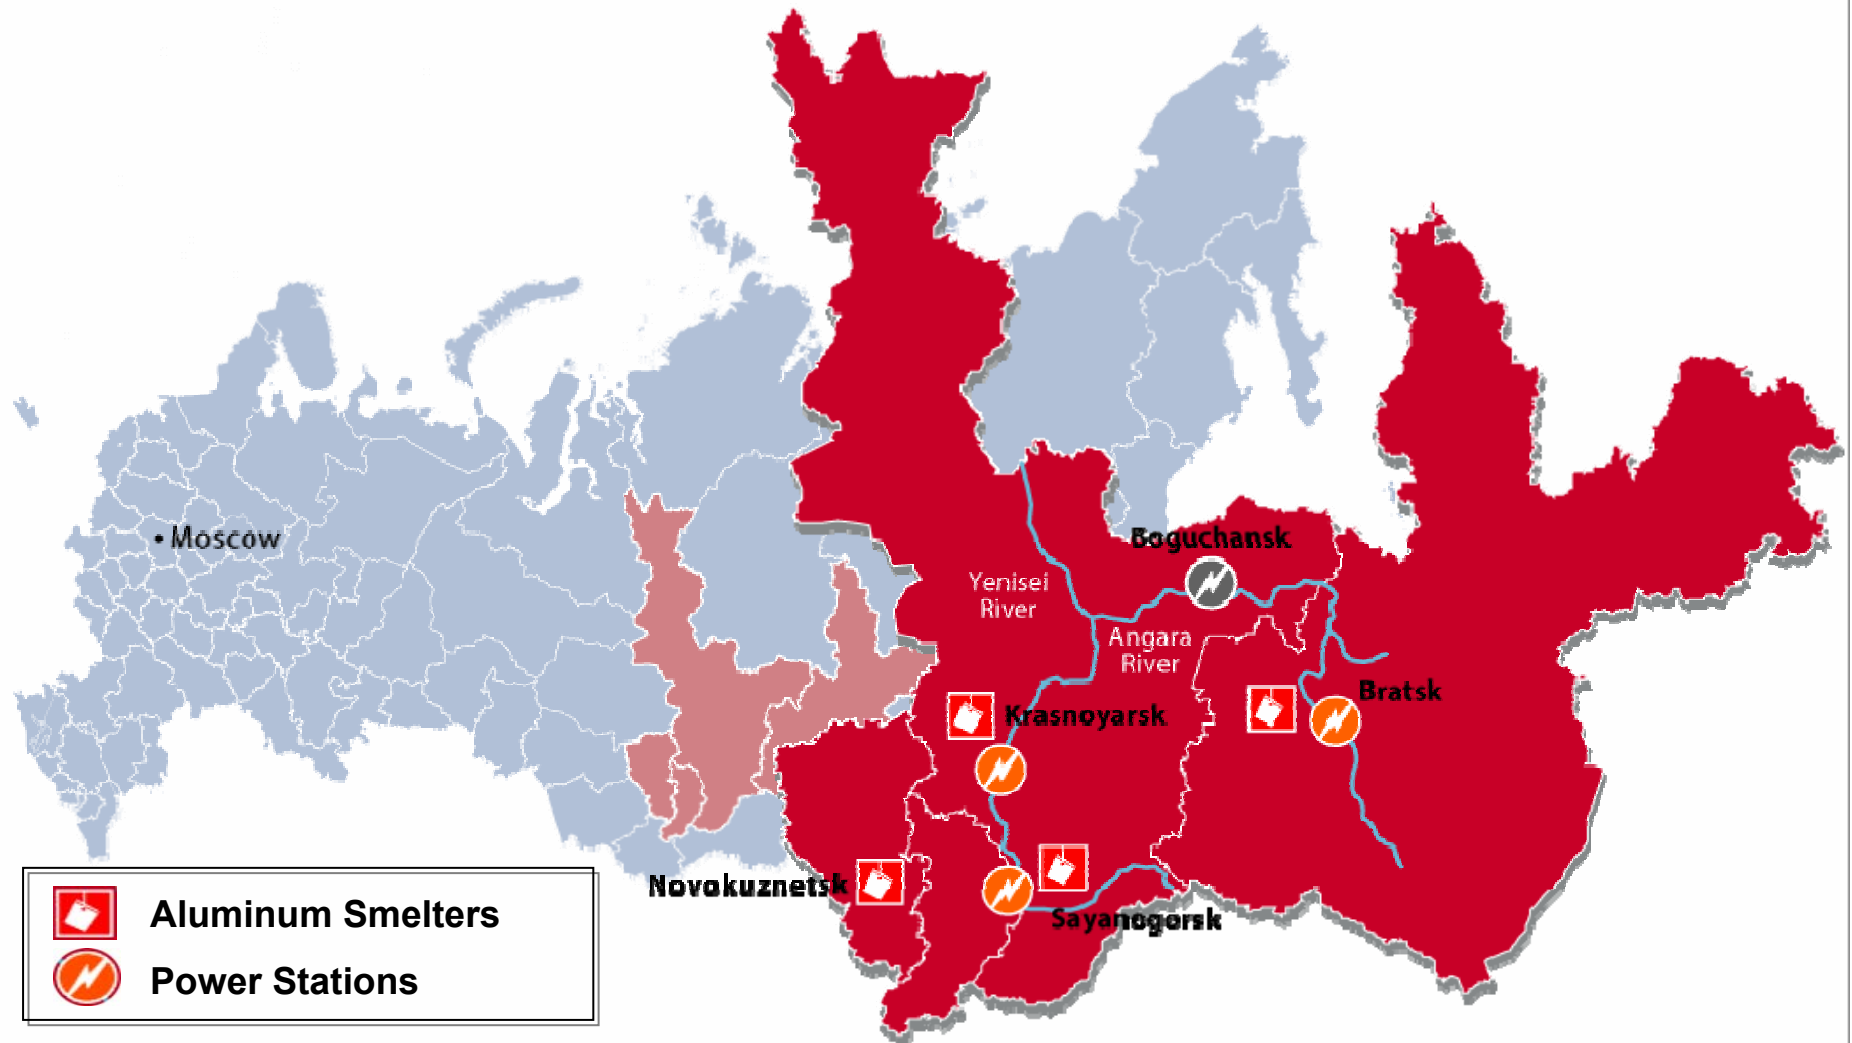 • Moscow
Boguchansk
Yenisei
River
Angara
River
Bratsk
Krasnoyarsk
Novokuznetsk
Sayanogorsk
Aluminum Smelters
Power Stations